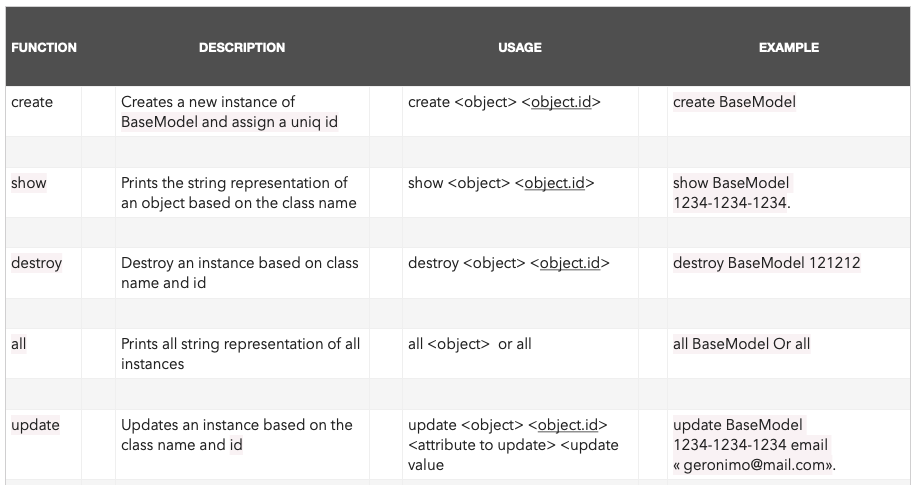 FUNCTION DESCRIPTION USAGE EXAMPLE
create Creates a new instance of create <object> <object.id> create BaseModel
BaseModel and assign a uniq id
show Prints the string representation of show <object> <object.id> show BaseModel
an object based on the class name 1234-1234-1234.
destroy Destroy an instance based on class destroy <object> <object.id> destroy BaseModel 121212
name and id
all Prints all string representation of all all <object> or all all BaseModel Or all
instances
update Updates an instance based on the update <object> <object.id> update BaseModel
class name and id <attribute to update> <update 1234-1234-1234 email
value « geronimo@mail.com».